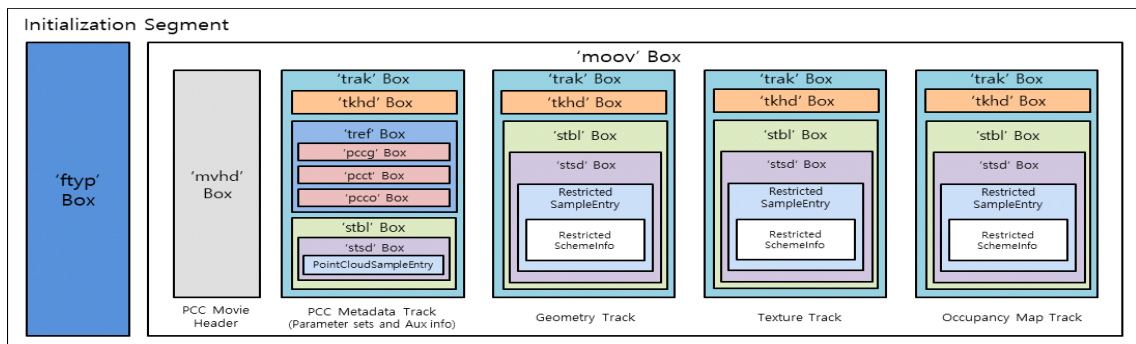 Initialization Segment
'ftyp'
Box
'moov' Box
'mvhd'
Box
PCC Movie
Header
'trak' Box
'tkhd' Box
'tref' Box
'pccg' Box
'pcct' Box
'pcco' Box
'stbl' Box
'stsd' Box
PointCloudSampleEntry
PCC Metadata Track
(Parameter sets and Aux info)
'trak' Box
'tkhd' Box
'stbl' Box
'stsd' Box
Restricted
SampleEntry
Restricted
SchemeInfo
Geometry Track
'trak' Box
'tkhd' Box
'stbl' Box
'stsd' Box
Restricted
SampleEntry
Restricted
SchemeInfo
Texture Track
'trak' Box
'tkhd' Box
'stbl' Box
'stsd' Box
Restricted
SampleEntry
Restricted
SchemeInfo
Occupancy Map Track